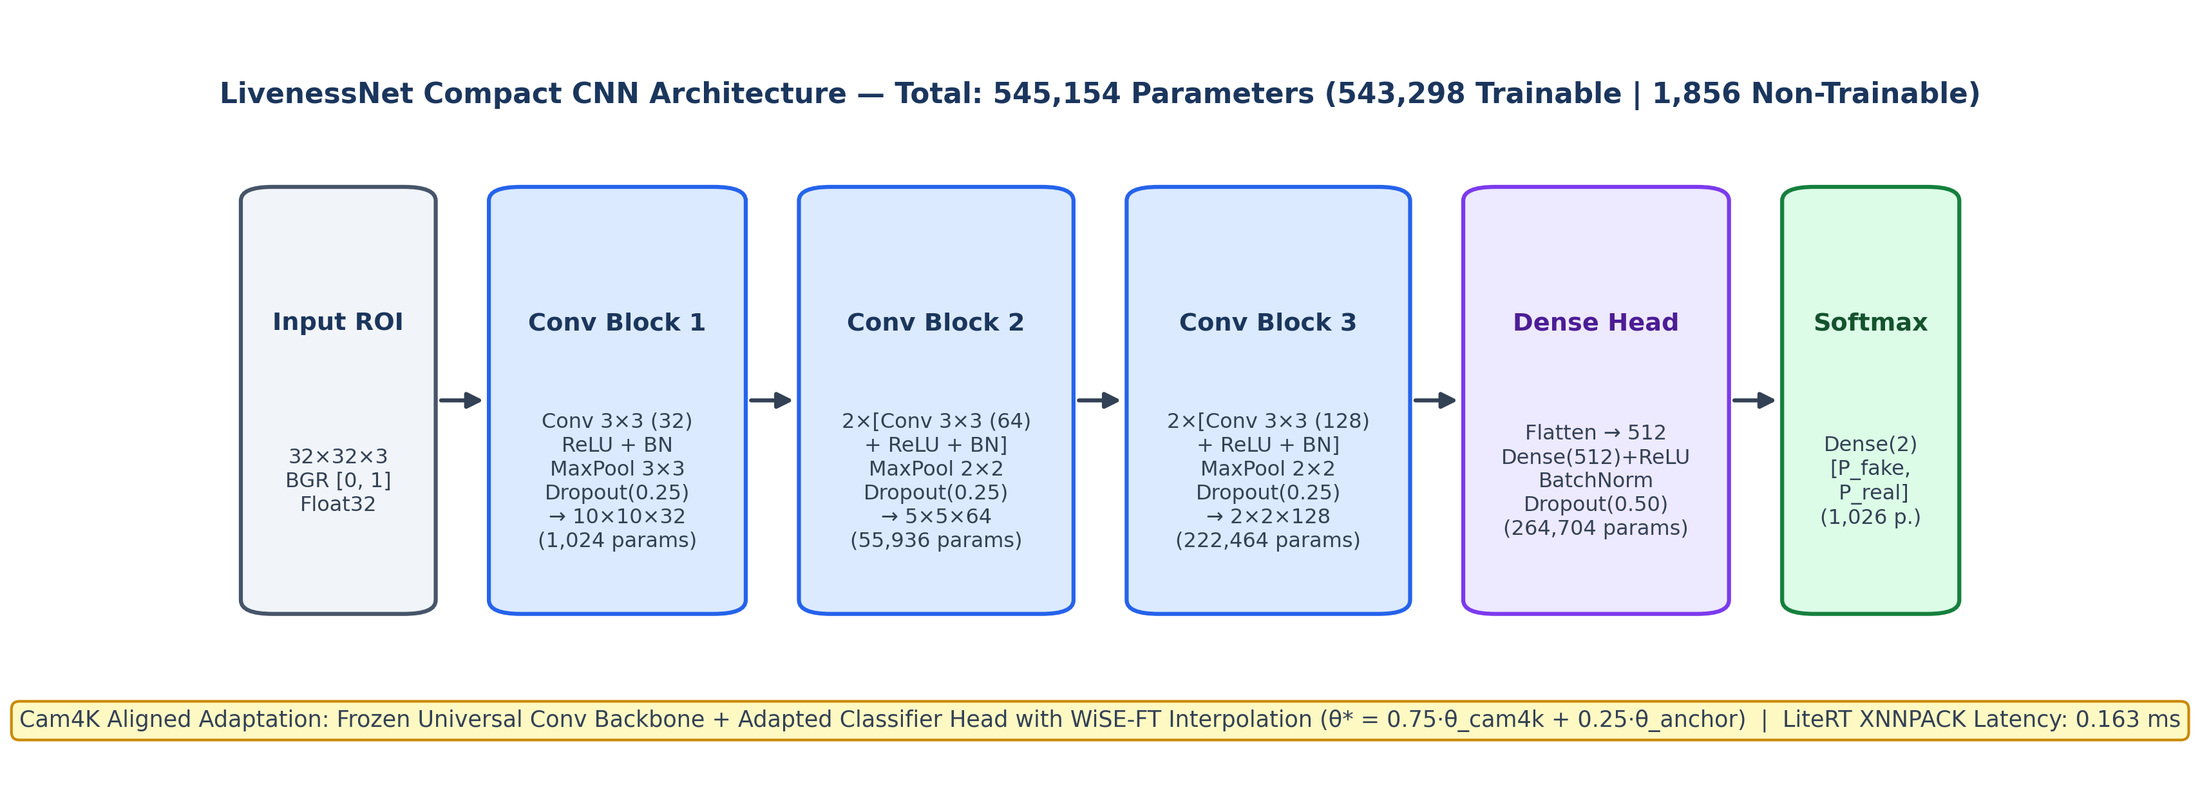 LivenessNet Compact CNN Architecture — Total: 545,154 Parameters (543,298 Trainable | 1,856 Non-Trainable)
Input ROI
32×32×3
BGR [0, 1]
Float32
Conv Block 1
Conv 3×3 (32)
ReLU + BN
MaxPool 3×3
Dropout(0.25)
→ 10×10×32
(1,024 params)
Conv Block 2
2×[Conv 3×3 (64)
+ ReLU + BN]
MaxPool 2×2
Dropout(0.25)
→ 5×5×64
(55,936 params)
Conv Block 3
2×[Conv 3×3 (128)
+ ReLU + BN]
MaxPool 2×2
Dropout(0.25)
→ 2×2×128
(222,464 params)
Dense Head
Flatten → 512
Dense(512)+ReLU
BatchNorm
Dropout(0.50)
(264,704 params)
Softmax
Dense(2)
[P_fake,
P_real]
(1,026 p.)
Cam4K Aligned Adaptation: Frozen Universal Conv Backbone + Adapted Classifier Head with WiSE-FT Interpolation (θ* = 0.75·θ_cam4k + 0.25·θ_anchor) | LiteRT XNNPACK Latency: 0.163 ms